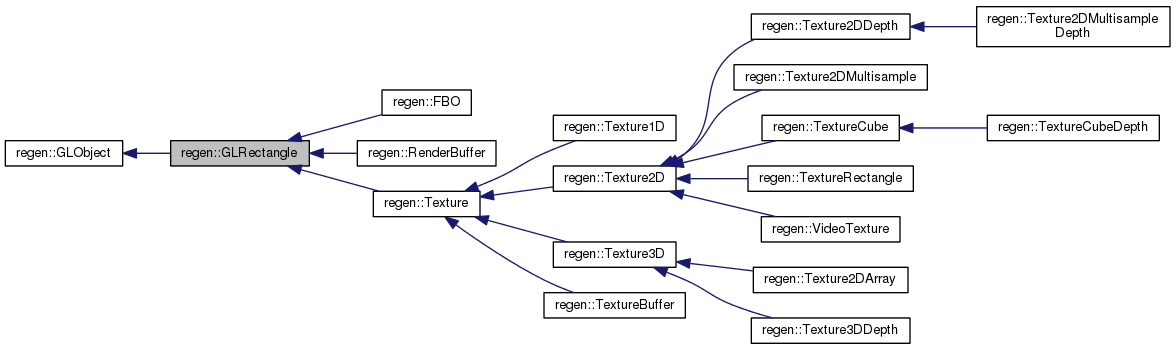 regen::GLObject
regen::GLRectangle
regen::FBO
regen::RenderBuffer
regen::Texture
regen::Texture1D
regen::Texture2D
regen::Texture3D
regen::TextureBuffer
regen::Texture2DDepth
regen::Texture2DMultisample
regen::TextureCube
regen::TextureRectangle
regen::VideoTexture
regen::Texture2DArray
regen::Texture3DDepth
regen::Texture2DMultisample
Depth
regen::TextureCubeDepth